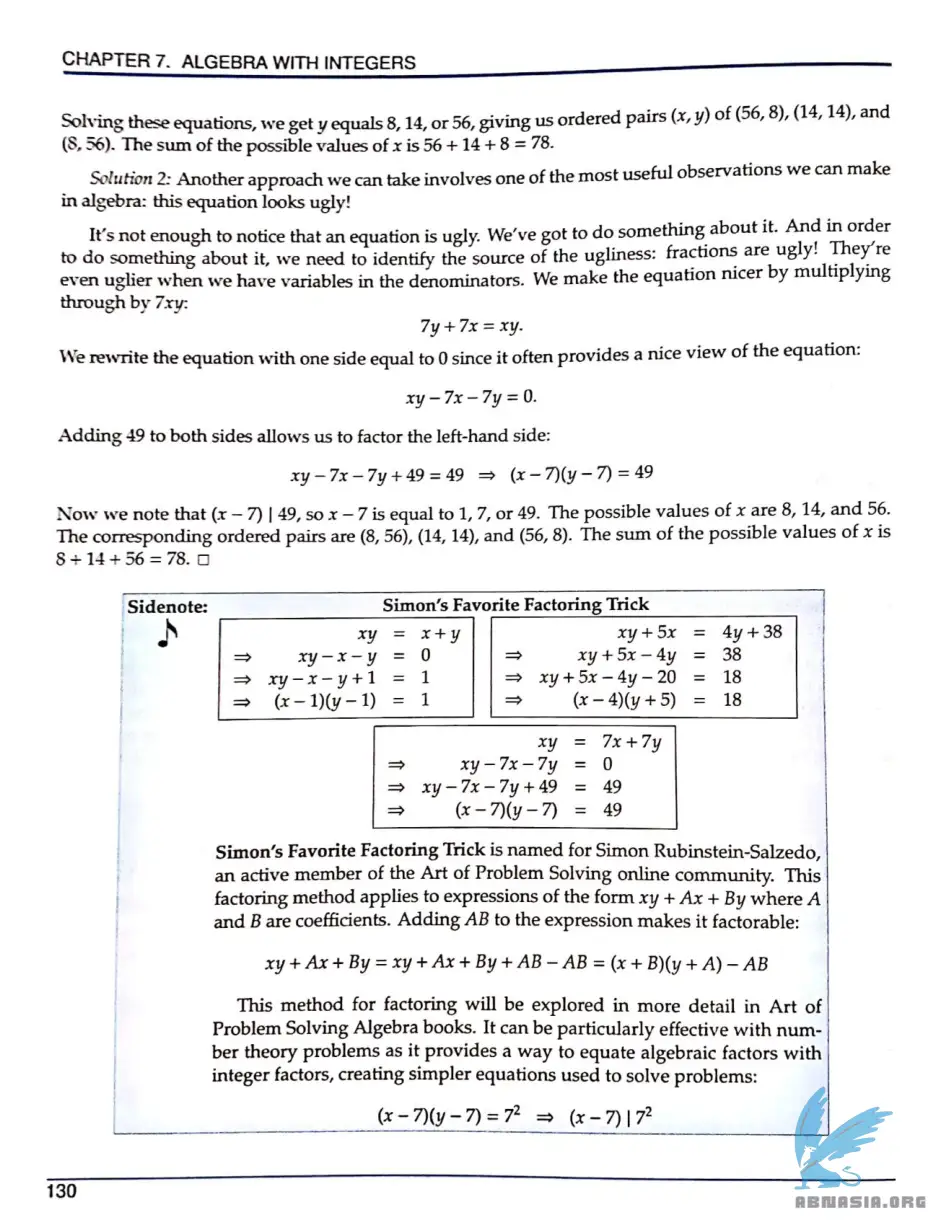 CHAPTER 7. ALGEBRA WITH INTEGERS
Solving these equations, we get y equals 8, 14, or 56, giving us ordered pairs (x, y) of (56, 8), (14, 14), and
(8, 56). The sum of the possible values of x is 56 + 14 + 8 = 78.
Solution 2: Another approach we can take involves one of the most useful observations we can make
in algebra: this equation looks ugly!
It's not enough to notice that an equation is ugly. We've got to do something about it. And in order
to do something about it, we need to identify the source of the ugliness: fractions are ugly! They're
even uglier when we have variables in the denominators. We make the equation nicer by multiplying
through by 7xy:
7y + 7x = xy.
We rewrite the equation with one side equal to 0 since it often provides a nice view of the equation:
xy − 7x − 7y = 0.
Adding 49 to both sides allows us to factor the left-hand side:
xy − 7x − 7y + 49 = 49 ⇒ (x − 7)(y − 7) = 49
Now we note that (x − 7) | 49, so x − 7 is equal to 1, 7, or 49. The possible values of x are 8, 14, and 56.
The corresponding ordered pairs are (8, 56), (14, 14), and (56, 8). The sum of the possible values of x is
8 + 14 + 56 = 78. □
Sidenote: Simon's Favorite Factoring Trick
xy = x + y
⇒ xy − x − y = 0
⇒ xy − x − y + 1 = 1
⇒ (x − 1)(y − 1) = 1
xy + 5x = 4y + 38
⇒ xy + 5x − 4y = 38
⇒ xy + 5x − 4y − 20 = 18
⇒ (x − 4)(y + 5) = 18
xy = 7x + 7y
⇒ xy − 7x − 7y = 0
⇒ xy − 7x − 7y + 49 = 49
⇒ (x − 7)(y − 7) = 49
Simon's Favorite Factoring Trick is named for Simon Rubinstein-Salzedo,
an active member of the Art of Problem Solving online community. This
factoring method applies to expressions of the form xy + Ax + By where A
and B are coefficients. Adding AB to the expression makes it factorable:
xy + Ax + By = xy + Ax + By + AB − AB = (x + B)(y + A) − AB
This method for factoring will be explored in more detail in Art of
Problem Solving Algebra books. It can be particularly effective with num-
ber theory problems as it provides a way to equate algebraic factors with
integer factors, creating simpler equations used to solve problems:
(x − 7)(y − 7) = 7² ⇒ (x − 7) | 7²
130
ABNASIA.ORG